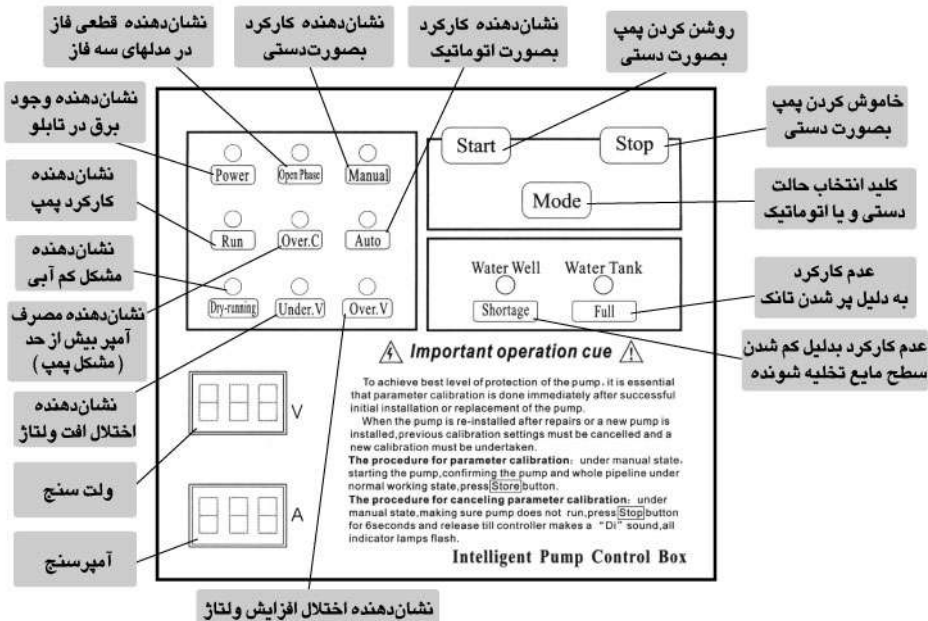 نشان‌دهنده قطعی فاز
در مدلهای سه فاز
نشان‌دهنده کارکرد
بصورت‌دستی
نشان‌دهنده کارکرد
بصورت اتوماتیک
روشن کردن پمپ
بصورت دستی
نشان‌دهنده وجود
برق در تابلو
خاموش کردن پمپ
بصورت دستی
Power
Open Phase
Manual
Start
Stop
نشان‌دهنده
کارکرد پمپ
Mode
کلید انتخاب حالت
دستی و یا اتوماتیک
Run
Over.C
Auto
نشان‌دهنده
مشکل کم آبی
Water Well
Water Tank
عدم کارکرد
به دلیل پر شدن تانک
Dry-running
Under.V
Over.V
Shortage
Full
نشان‌دهنده مصرف
آمپر بیش از حد
( مشکل پمپ )
عدم کارکرد بدلیل کم شدن
سطح مایع تخلیه شونده
Important operation cue
To achieve best level of protection of the pump, it is essential
that parameter calibration is done immediately after successful
initial installation or replacement of the pump.
When the pump is re-installed after repairs or a new pump is
installed,previous calibration settings must be cancelled and a
new calibration must be undertaken.
The procedure for parameter calibration: under manual state,
starting the pump,confirming the pump and whole pipeline under
normal working state,press Store button.
The procedure for canceling parameter calibration: under
manual state,making sure pump does not run,press Stop button
for 6seconds and release till controller makes a "Di" sound,all
indicator lamps flash.
Intelligent Pump Control Box
نشان‌دهنده
اختلال افت ولتاژ
V
ولت سنج
A
آمپرسنج
نشان‌دهنده اختلال افزایش ولتاژ